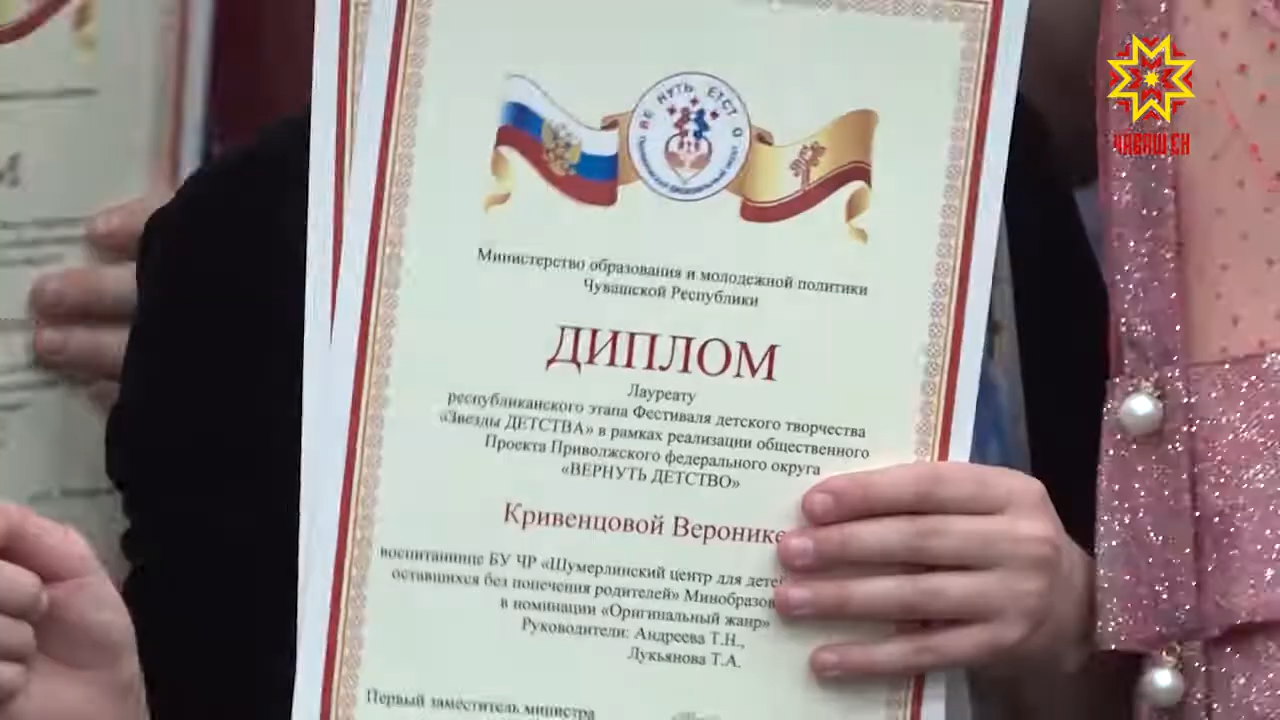 ЧӐВАШ ЕН
Министерство образования и молодежной политики
Чувашской Республики
ДИПЛОМ
Лауреату
республиканского этапа Фестиваля детского творчества
«Звезды ДЕТСТВА» в рамках реализации общественного
Проекта Приволжского федерального округа
«ВЕРНУТЬ ДЕТСТВО»
Кривенцовой Веронике
воспитаннице БУ ЧР «Шумерлинский центр для дете
оставшихся без попечения родителей» Минобразов
в номинации «Оригинальный жанр»
Руководители: Андреева Т.Н.,
Лукьянова Т.А.
Первый заместитель министра